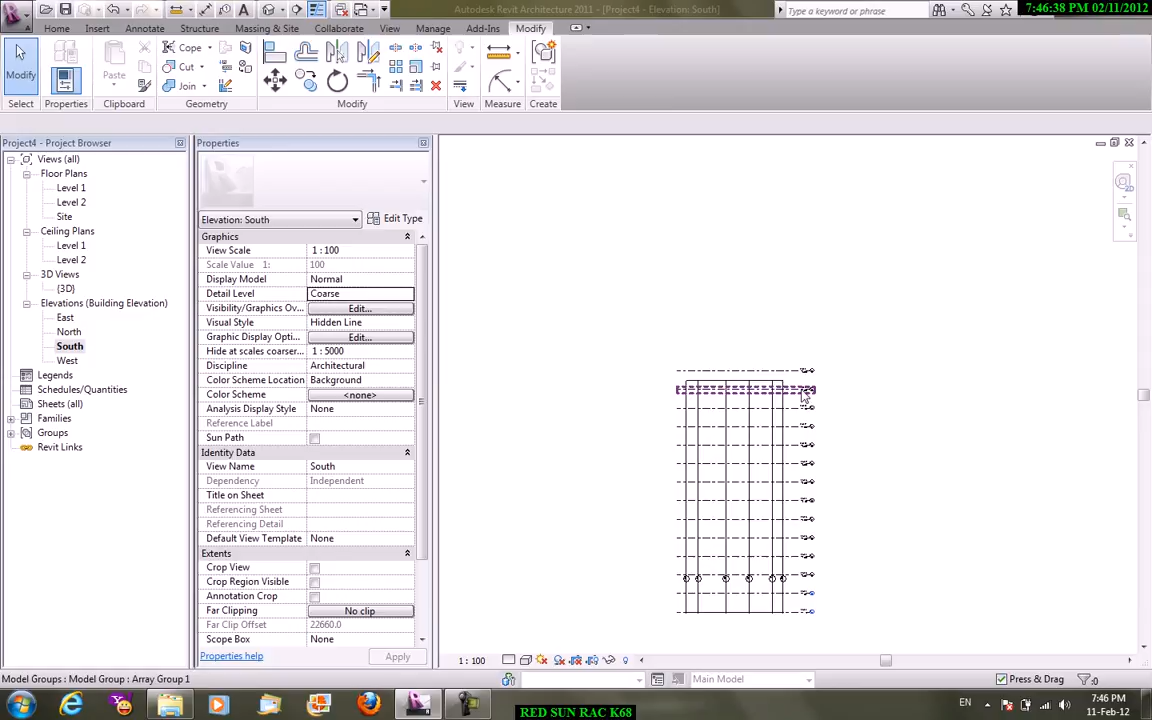 Autodesk Revit Architecture 2011 - [Project4 - Elevation: South]
Type a keyword or phrase
7:46:38 PM 02/11/2012
Home Insert Annotate Structure Massing & Site Collaborate View Manage Add-Ins Modify
Modify Paste Cope Cut Join
Select Properties Clipboard Geometry Modify View Measure Create
Project4 - Project Browser
Views (all)
Floor Plans
Level 1
Level 2
Site
Ceiling Plans
Level 1
Level 2
3D Views
{3D}
Elevations (Building Elevation)
East
North
South
West
Legends
Schedules/Quantities
Sheets (all)
Families
Groups
Revit Links
Properties
Elevation: South Edit Type
Graphics
View Scale 1 : 100
Scale Value 1: 100
Display Model Normal
Detail Level Coarse
Visibility/Graphics Ov... Edit...
Visual Style Hidden Line
Graphic Display Opti... Edit...
Hide at scales coarser... 1 : 5000
Discipline Architectural
Color Scheme Location Background
Color Scheme <none>
Analysis Display Style None
Reference Label
Sun Path
Identity Data
View Name South
Dependency Independent
Title on Sheet
Referencing Sheet
Referencing Detail
Default View Template None
Extents
Crop View
Crop Region Visible
Annotation Crop
Far Clipping No clip
Far Clip Offset 22660.0
Scope Box None
Properties help Apply
2D
1 : 100
Model Groups : Model Group : Array Group 1
Main Model
Press & Drag
:0
EN
7:46 PM
11-Feb-12
RED SUN RAC K68